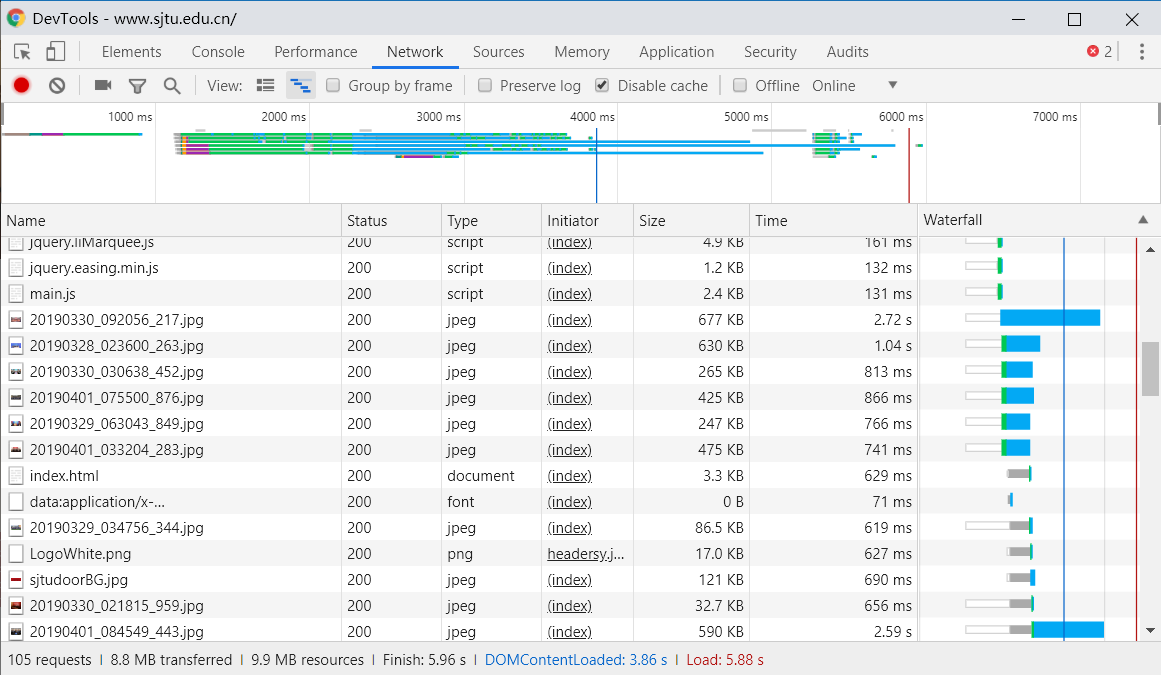 DevTools - www.sjtu.edu.cn/
Elements Console Performance Network Sources Memory Application Security Audits 2
View: Group by frame Preserve log Disable cache Offline Online
1000 ms 2000 ms 3000 ms 4000 ms 5000 ms 6000 ms 7000 ms
Name Status Type Initiator Size Time Waterfall
jquery.liMarquee.js 200 script (index) 4.9 KB 161 ms
jquery.easing.min.js 200 script (index) 1.2 KB 132 ms
main.js 200 script (index) 2.4 KB 131 ms
20190330_092056_217.jpg 200 jpeg (index) 677 KB 2.72 s
20190328_023600_263.jpg 200 jpeg (index) 630 KB 1.04 s
20190330_030638_452.jpg 200 jpeg (index) 265 KB 813 ms
20190401_075500_876.jpg 200 jpeg (index) 425 KB 866 ms
20190329_063043_849.jpg 200 jpeg (index) 247 KB 766 ms
20190401_033204_283.jpg 200 jpeg (index) 475 KB 741 ms
index.html 200 document (index) 3.3 KB 629 ms
data:application/x-... 200 font (index) 0 B 71 ms
20190329_034756_344.jpg 200 jpeg (index) 86.5 KB 619 ms
LogoWhite.png 200 png headersy.j... 17.0 KB 627 ms
sjtudoorBG.jpg 200 jpeg (index) 121 KB 690 ms
20190330_021815_959.jpg 200 jpeg (index) 32.7 KB 656 ms
20190401_084549_443.jpg 200 jpeg (index) 590 KB 2.59 s
105 requests 8.8 MB transferred 9.9 MB resources Finish: 5.96 s DOMContentLoaded: 3.86 s Load: 5.88 s